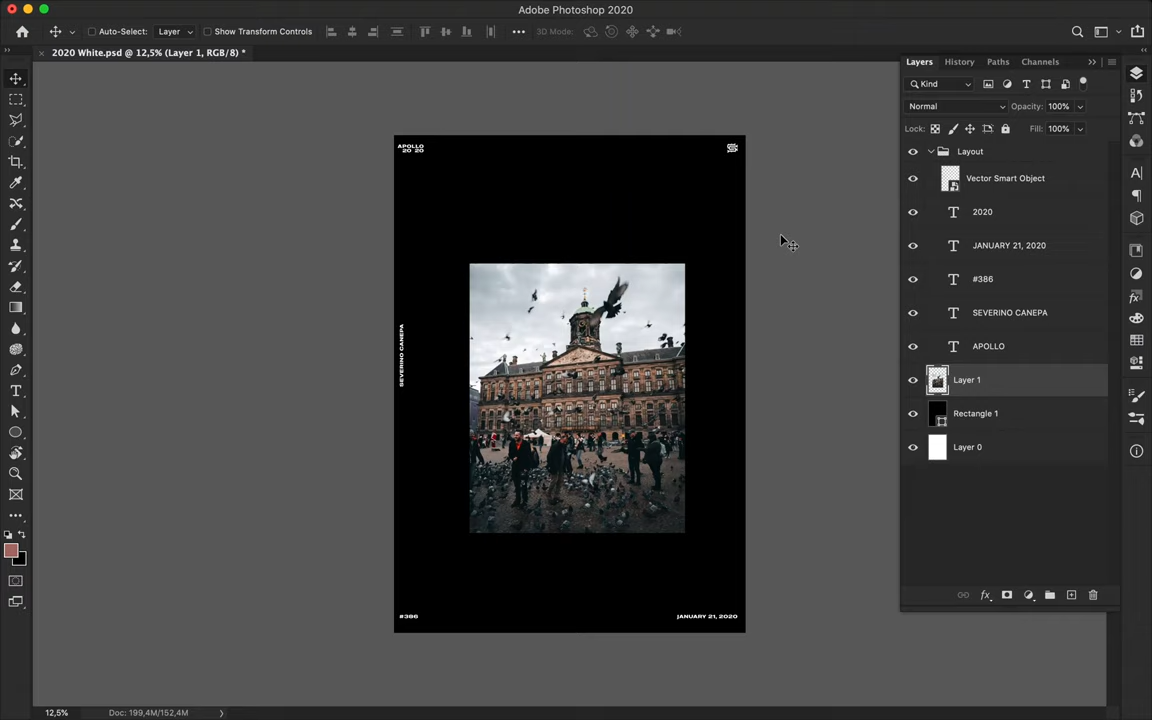 Adobe Photoshop 2020
Auto-Select: Layer Show Transform Controls 3D Mode:
2020 White.psd @ 12,5% (Layer 1, RGB/8) *
Layers History Paths Channels
Kind
Normal Opacity: 100%
Lock: Fill: 100%
Layout
Vector Smart Object
2020
JANUARY 21, 2020
#386
SEVERINO CANEPA
APOLLO
Layer 1
Rectangle 1
Layer 0
APOLLO
20 20
SEVERINO CANEPA
#386
JANUARY 21, 2020
12,5% Doc: 199,4M/152,4M